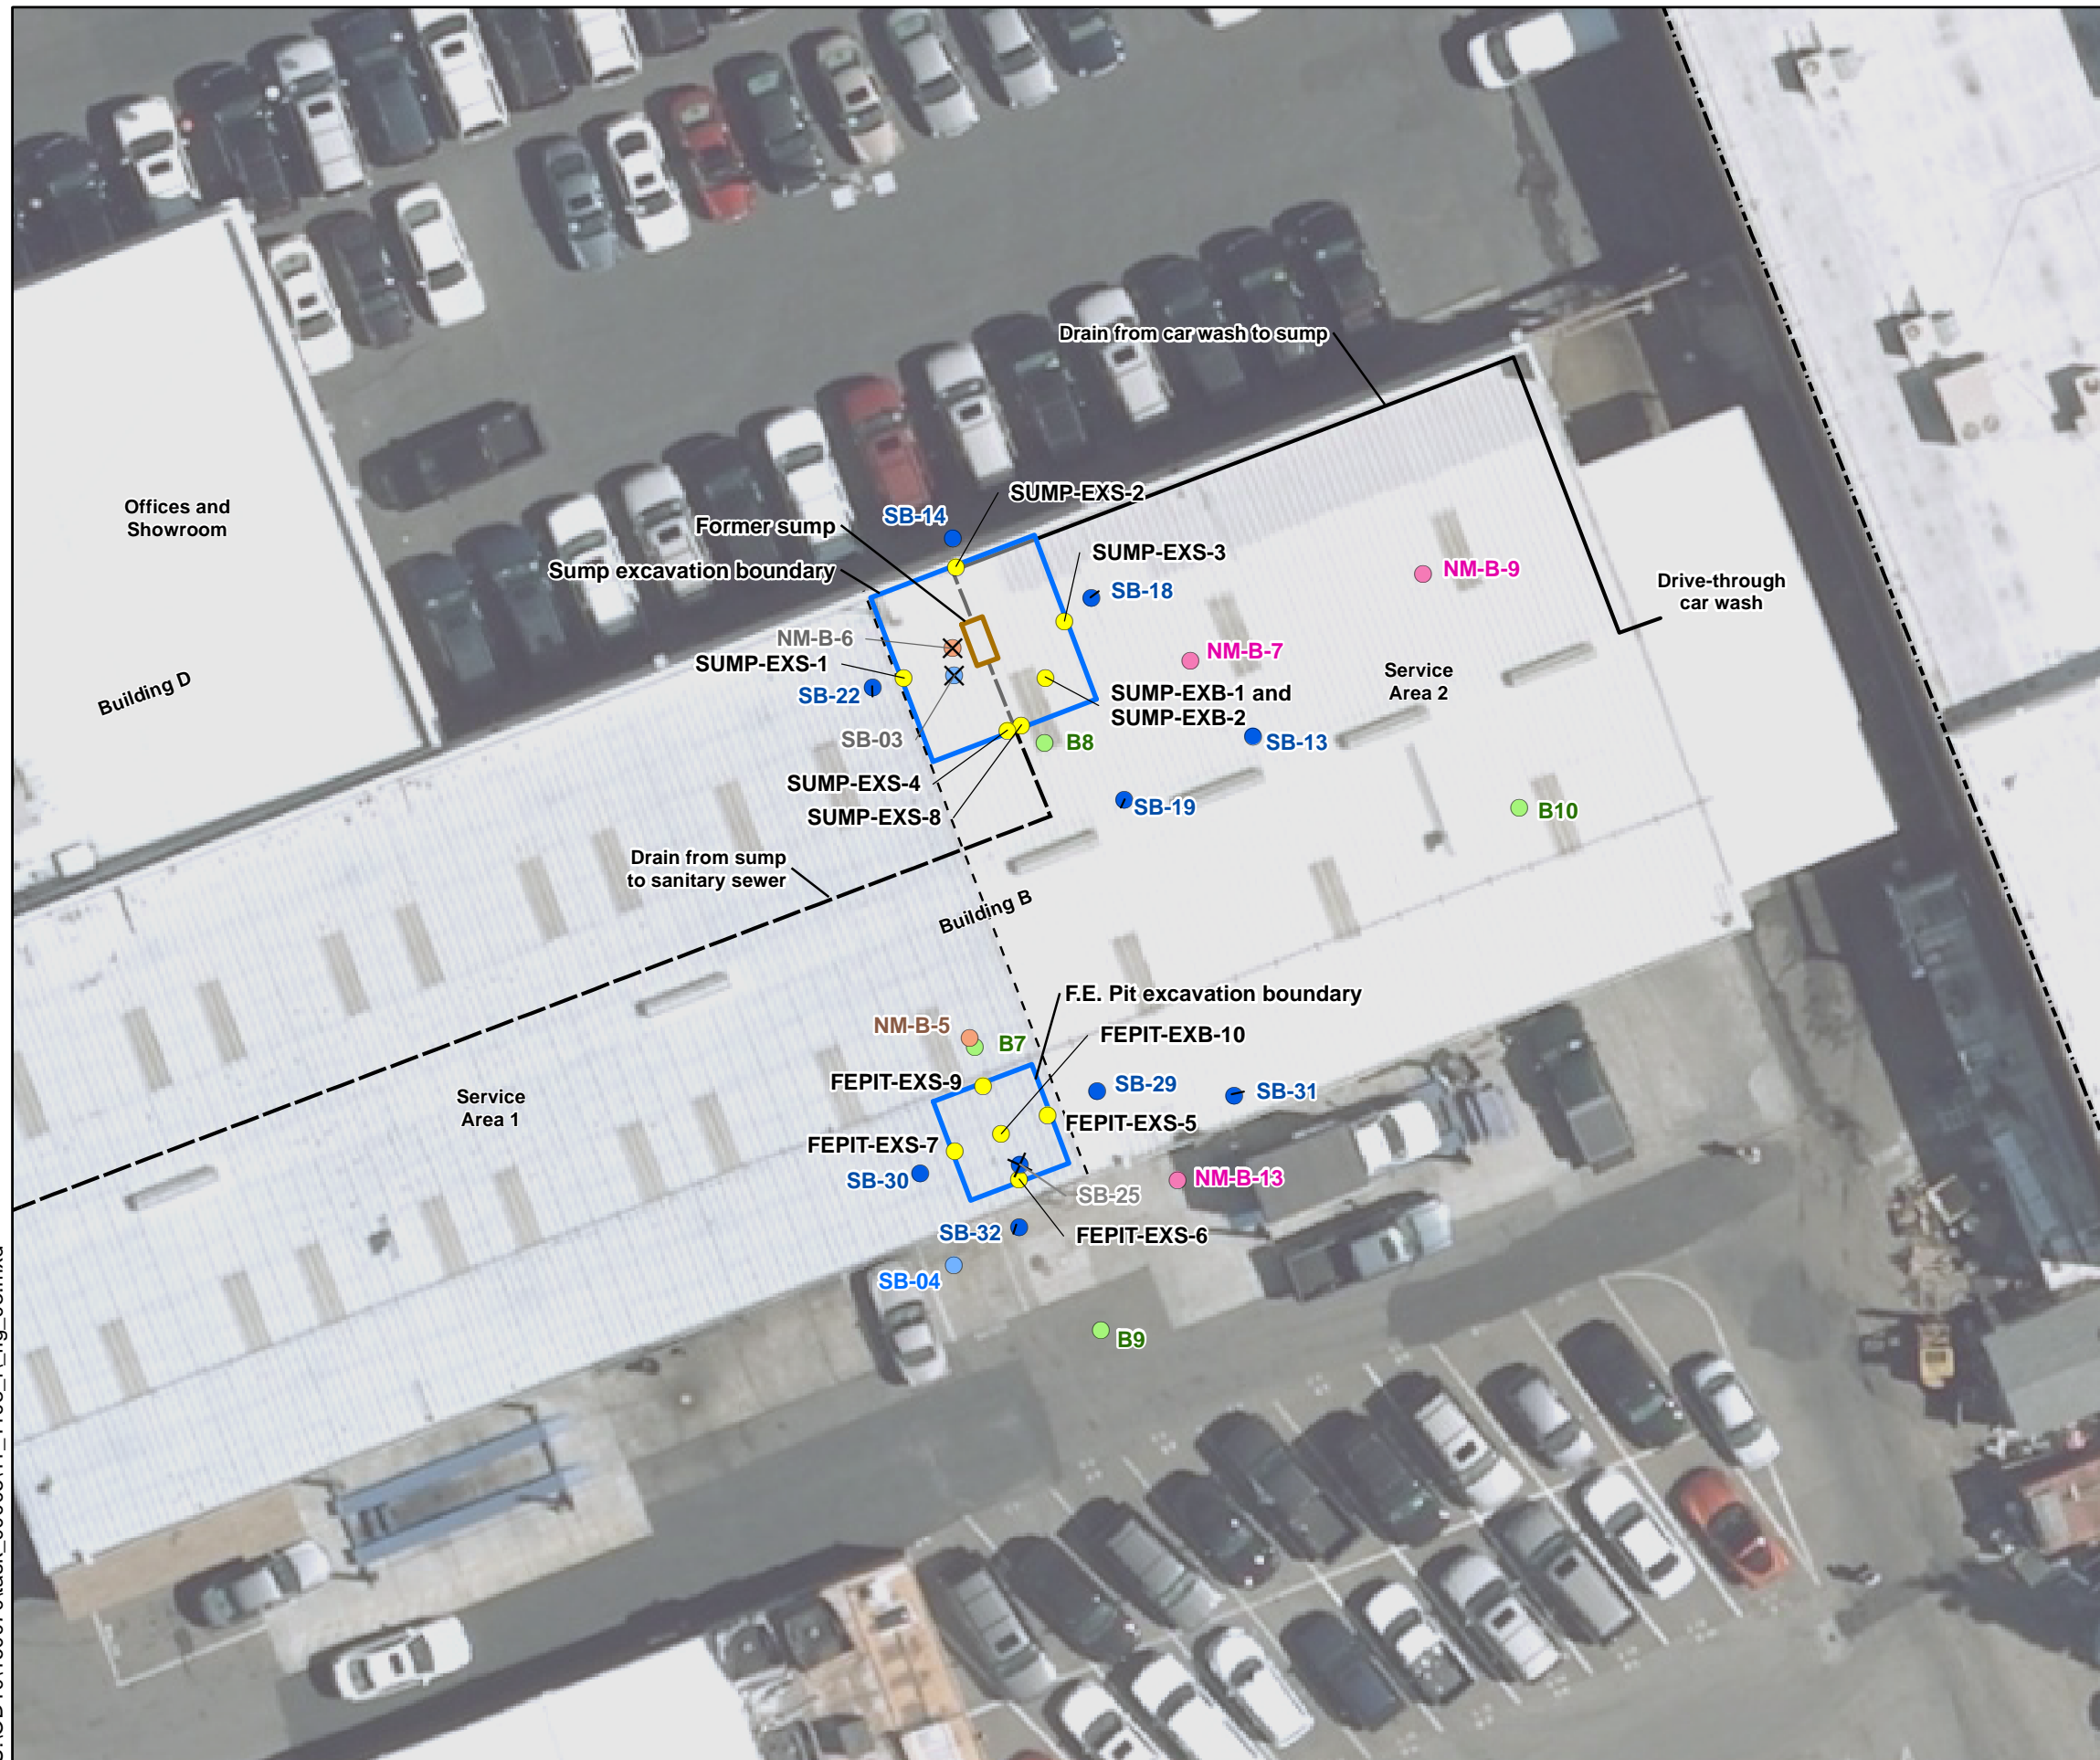 Drain from car wash to sump
Offices and
Showroom
SUMP-EXS-2
SB-14
Former sump
SUMP-EXS-3
Sump excavation boundary
NM-B-9
Drive-through
car wash
SB-18
NM-B-6
NM-B-7
SUMP-EXS-1
Service
Area 2
Building D
SB-22
SUMP-EXB-1 and
SUMP-EXB-2
SB-03
B8
SB-13
SUMP-EXS-4
SB-19
B10
SUMP-EXS-8
Drain from sump
to sanitary sewer
Building B
F.E. Pit excavation boundary
NM-B-5
FEPIT-EXB-10
B7
FEPIT-EXS-9
SB-29
SB-31
Service
Area 1
FEPIT-EXS-5
FEPIT-EXS-7
SB-30
NM-B-13
SB-25
SB-32
FEPIT-EXS-6
SB-04
B9